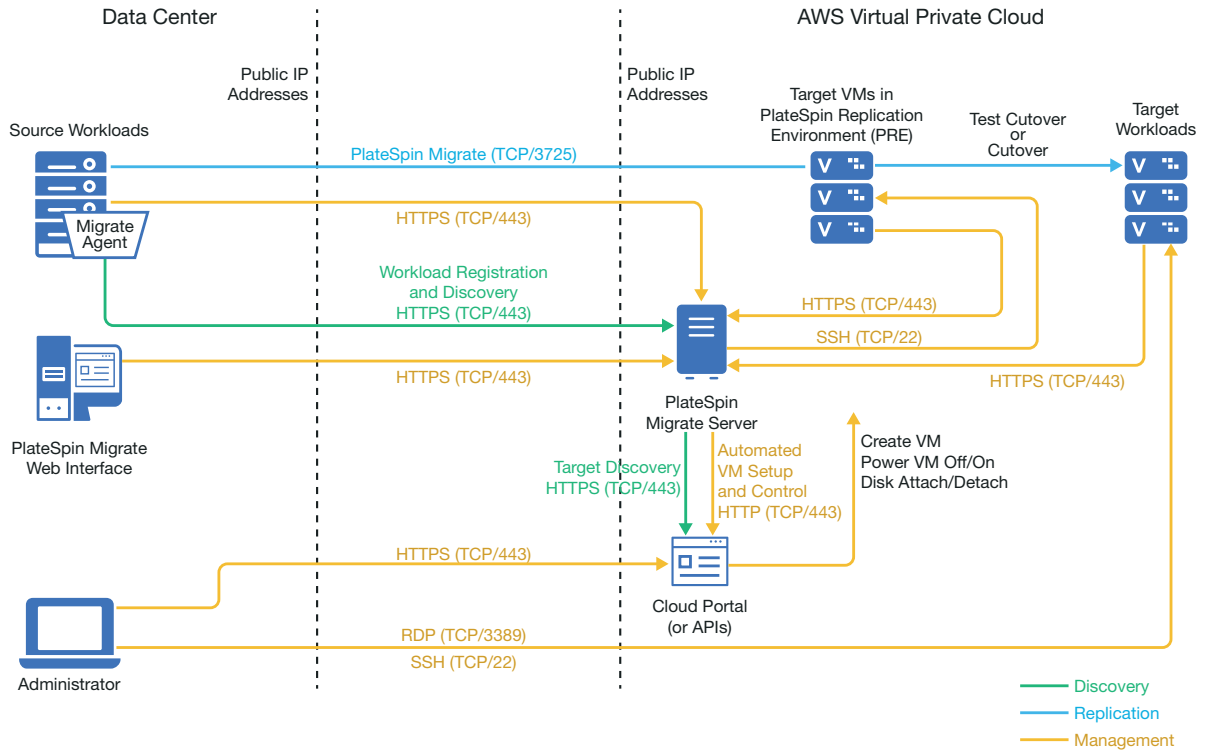 Data Center
AWS Virtual Private Cloud
Public IP
Addresses
Public IP
Addresses
Target VMs in
PlateSpin Replication
Environment (PRE)
Test Cutover
or
Cutover
Target
Workloads
Source Workloads
PlateSpin Migrate (TCP/3725)
V
V
V
V
V
V
HTTPS (TCP/443)
Migrate
Agent
Workload Registration
and Discovery
HTTPS (TCP/443)
HTTPS (TCP/443)
SSH (TCP/22)
HTTPS (TCP/443)
HTTPS (TCP/443)
PlateSpin Migrate
Web Interface
PlateSpin
Migrate Server
Target Discovery
HTTPS (TCP/443)
Automated
VM Setup
and Control
HTTP (TCP/443)
Create VM
Power VM Off/On
Disk Attach/Detach
HTTPS (TCP/443)
Cloud Portal
(or APIs)
RDP (TCP/3389)
SSH (TCP/22)
Administrator
Discovery
Replication
Management